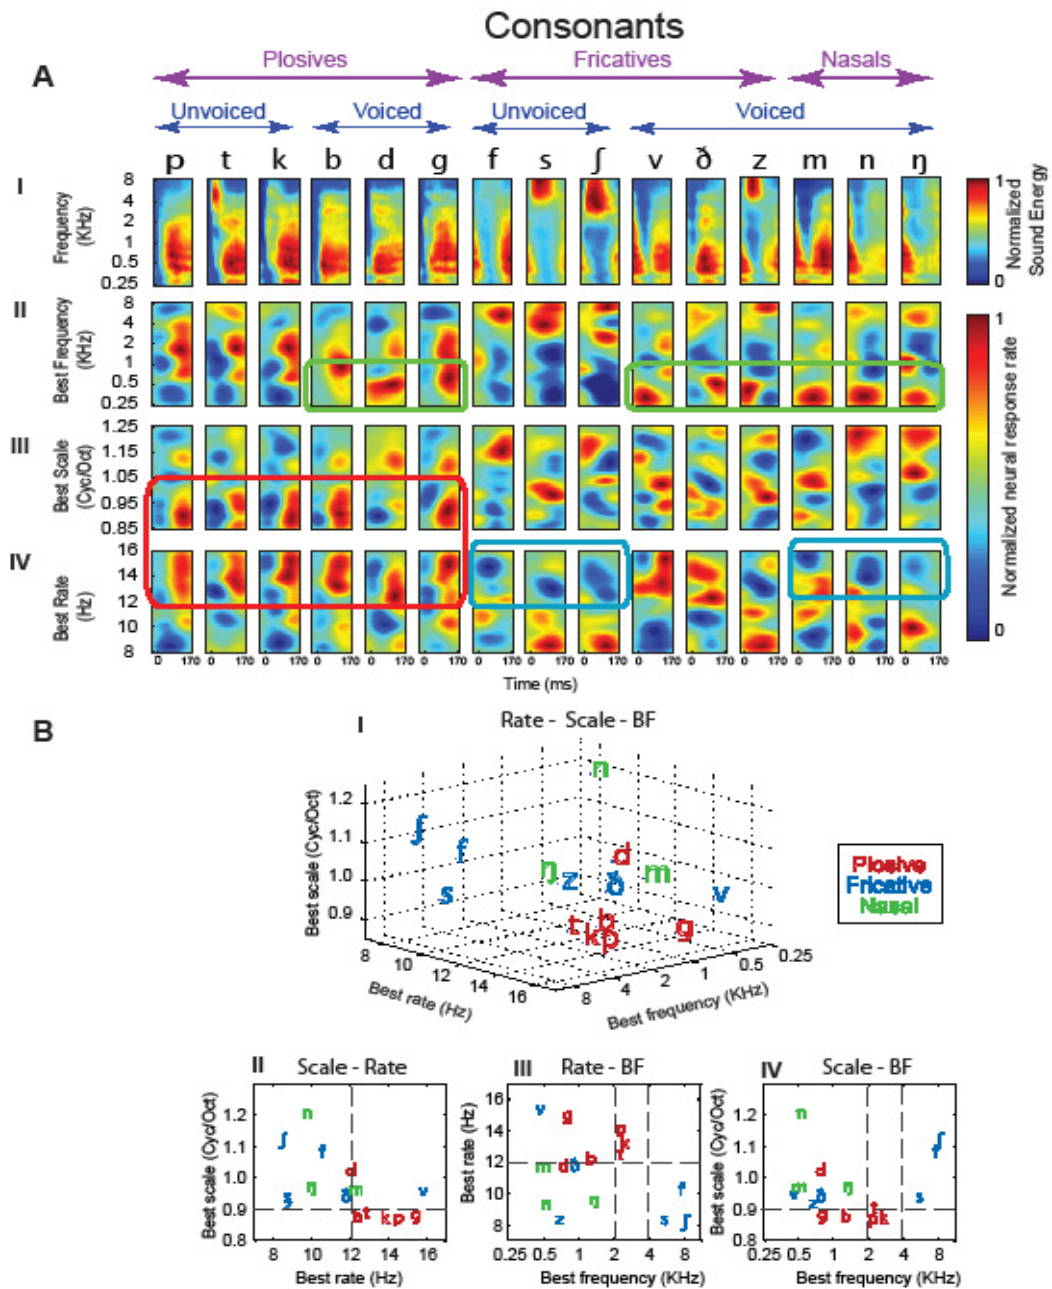 Consonants
Plosives Fricatives Nasals
A
Unvoiced Voiced Unvoiced Voiced
p t k b d g f s ʃ v ð z m n ŋ
I
Frequency (KHz)
8
4
2
1
0.5
0.25
1
0
Normalized Sound Energy
II
Best Frequency (KHz)
8
4
2
1
0.5
0.25
III
Best Scale (Cyc/Oct)
1.25
1.15
1.05
0.95
0.85
IV
Best Rate (Hz)
16
14
12
10
8
1
0
Normalized neural response rate
0 170 0 170 0 170 0 170 0 170 0 170 0 170 0 170 0 170 0 170 0 170 0 170 0 170 0 170 0 170
Time (ms)
B
I
Rate - Scale - BF
Best scale (Cyc/Oct)
1.2
1.1
1.0
0.9
8 10 12 14 16
Best rate (Hz)
8 4 2 1 0.5 0.25
Best frequency (KHz)
n
ʃ f s
d
ŋ z ð m v
t k b p g
Plosive
Fricative
Nasal
II Scale - Rate
Best scale (Cyc/Oct)
1.2
1.1
1.0
0.9
0.8
n
ʃ f
d
s ŋ ð m v
b t k p g
8 10 12 14 16
Best rate (Hz)
III Rate - BF
Best rate (Hz)
16
14
12
10
8
v g p
k
t
m d ð b
n ŋ f
z s ʃ
0.25 0.5 1 2 4 8
Best frequency (KHz)
IV Scale - BF
Best scale (Cyc/Oct)
1.2
1.1
1.0
0.9
0.8
n
ʃ
f
d
m v ð ŋ s
z
g b t p k
0.25 0.5 1 2 4 8
Best frequency (KHz)